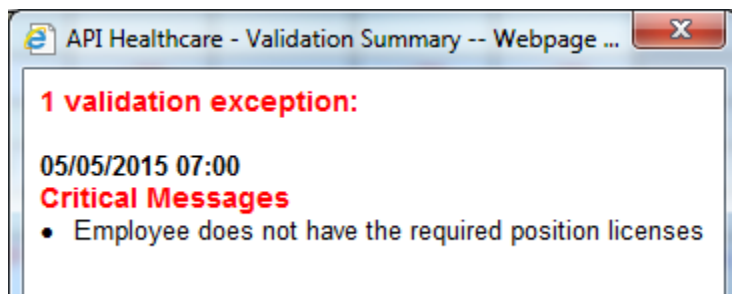 API Healthcare - Validation Summary -- Webpage ...
1 validation exception:
05/05/2015 07:00
Critical Messages
• Employee does not have the required position licenses